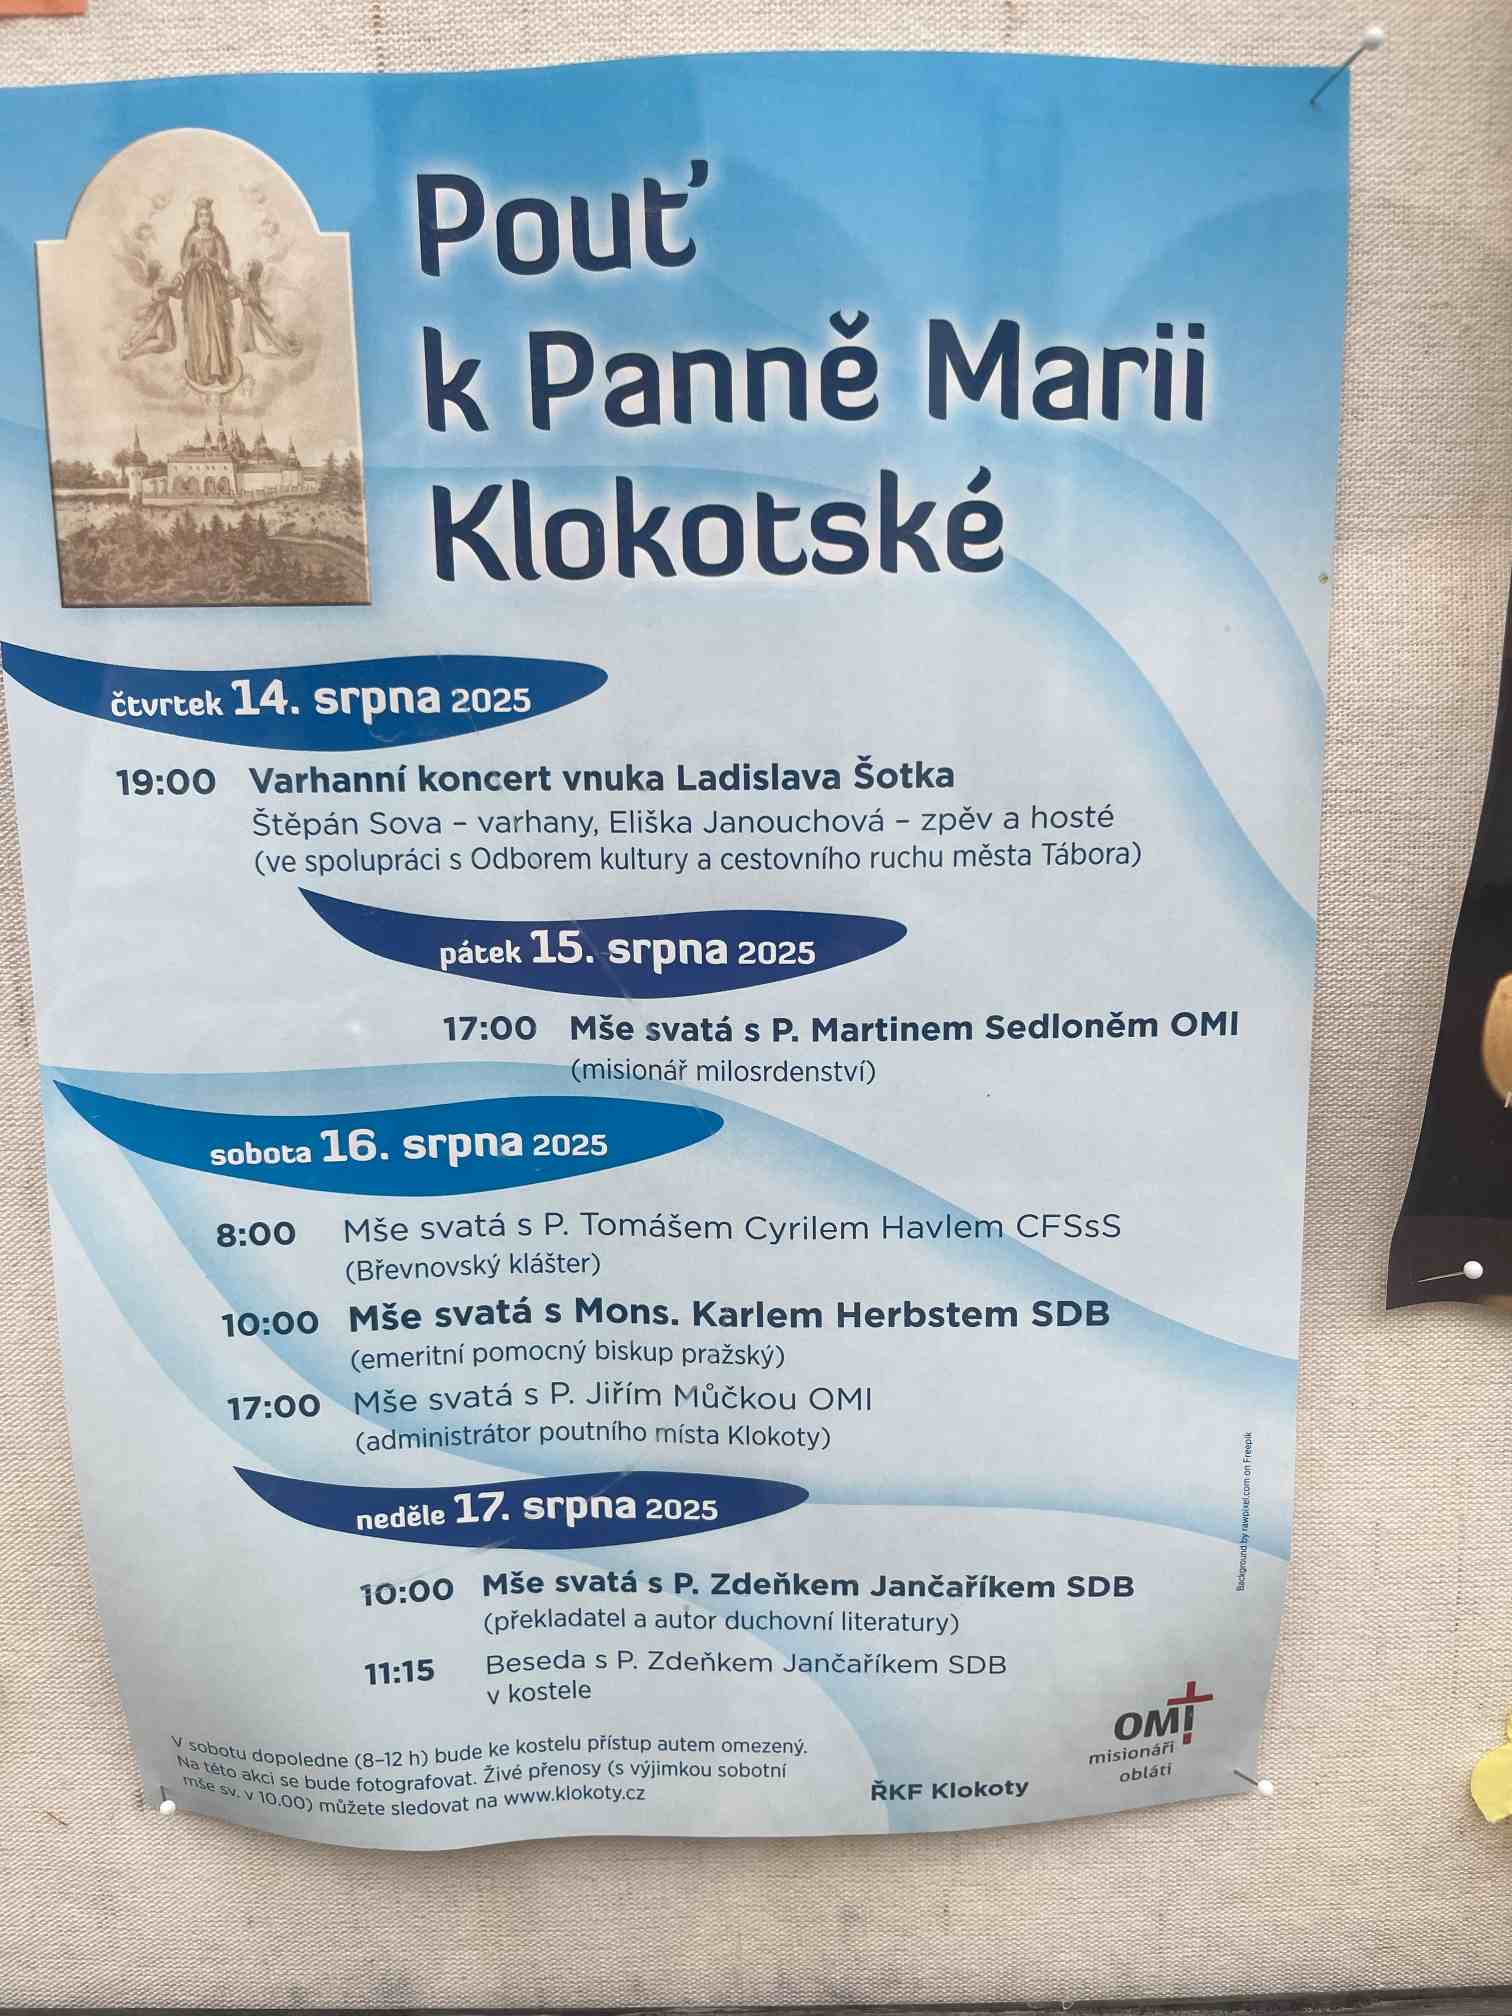 Pouť
k Panně Marii
Klokotské
čtvrtek 14. srpna 2025
19:00 Varhanní koncert vnuka Ladislava Šotka
Štěpán Sova – varhany, Eliška Janouchová – zpěv a hosté
(ve spolupráci s Odborem kultury a cestovního ruchu města Tábora)
pátek 15. srpna 2025
17:00 Mše svatá s P. Martinem Sedloněm OMI
(misionář milosrdenství)
sobota 16. srpna 2025
8:00 Mše svatá s P. Tomášem Cyrilem Havlem CFSsS
(Břevnovský klášter)
10:00 Mše svatá s Mons. Karlem Herbstem SDB
(emeritní pomocný biskup pražský)
17:00 Mše svatá s P. Jiřím Můčkou OMI
(administrátor poutního místa Klokoty)
neděle 17. srpna 2025
10:00 Mše svatá s P. Zdeňkem Jančaříkem SDB
(překladatel a autor duchovní literatury)
11:15 Beseda s P. Zdeňkem Jančaříkem SDB
v kostele
V sobotu dopoledne (8–12 h) bude ke kostelu přístup autem omezený.
Na této akci se bude fotografovat. Živé přenosy (s výjimkou sobotní
mše sv. v 10.00) můžete sledovat na www.klokoty.cz
ŘKF Klokoty
OMI
misionáři
obláti
Background by rawpixel.com on Freepik